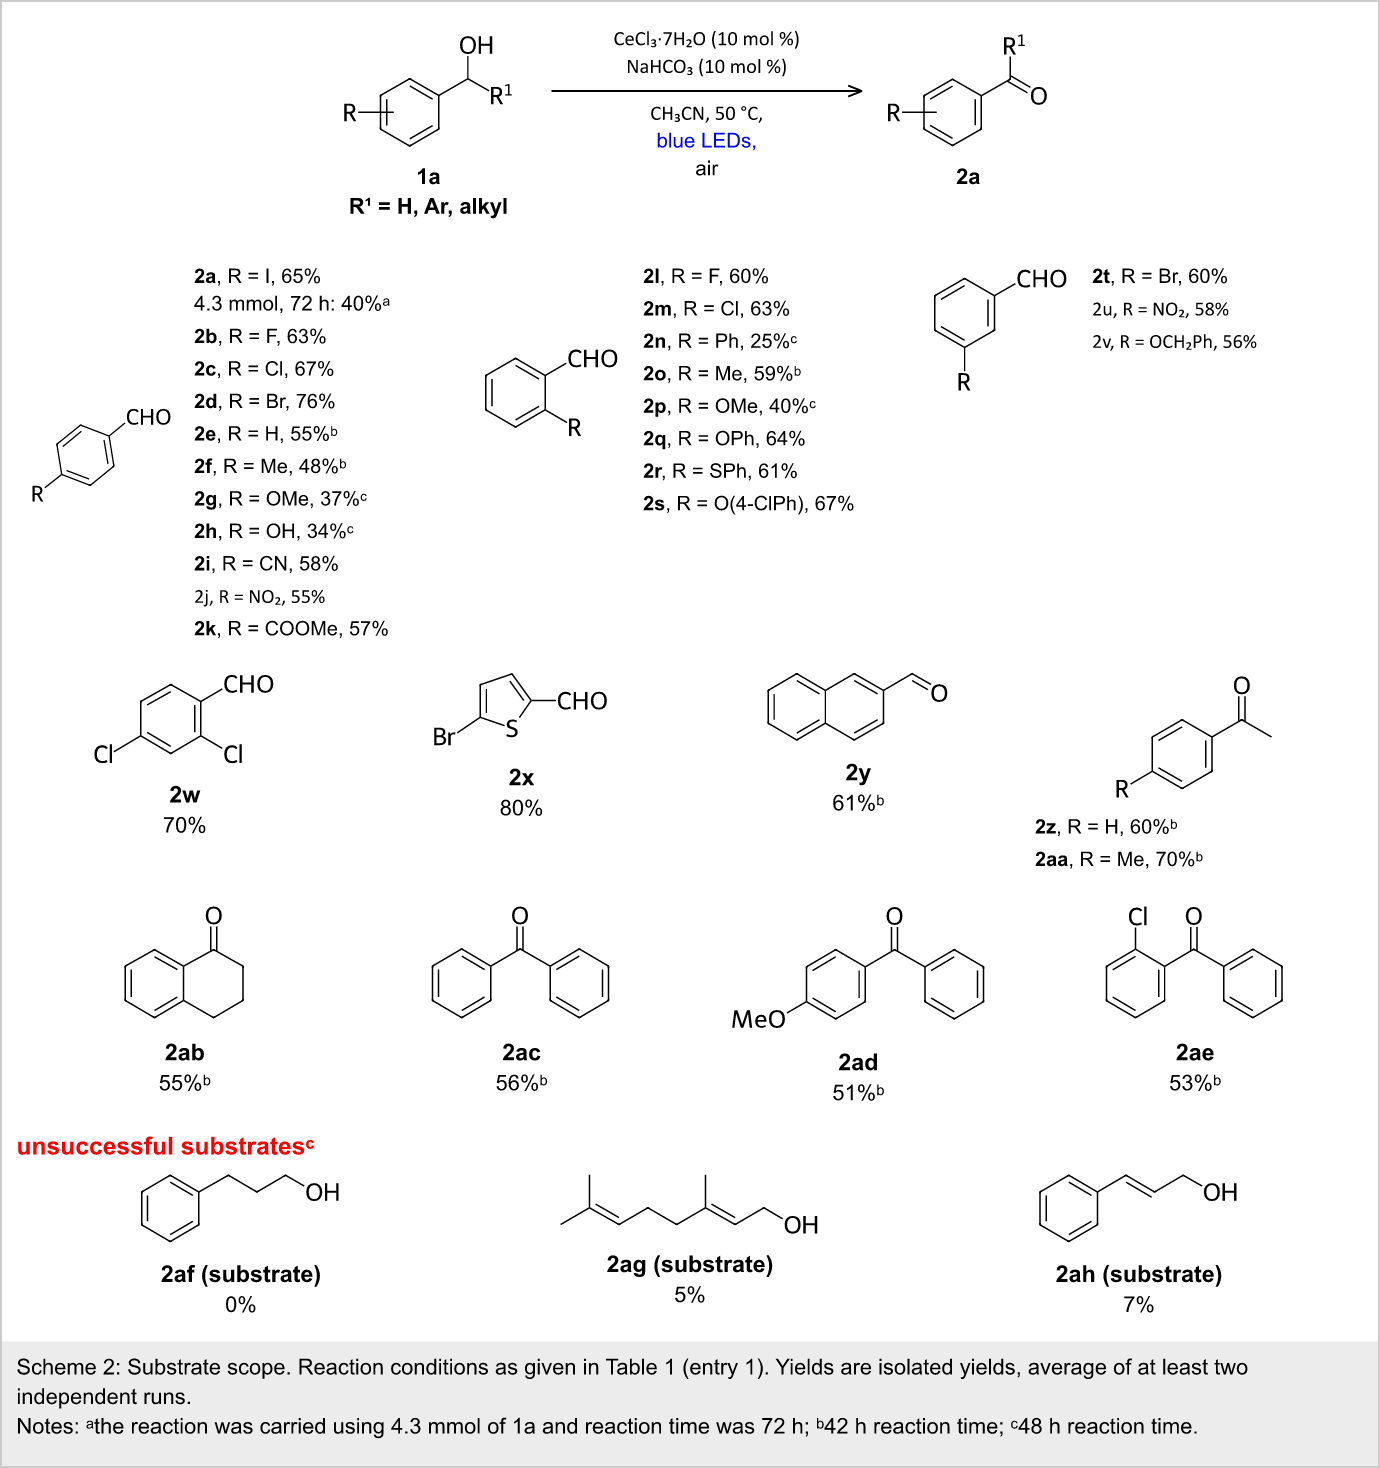 OH
R
R¹
1a
R¹ = H, Ar, alkyl
CeCl₃·7H₂O (10 mol %)
NaHCO₃ (10 mol %)
CH₃CN, 50 °C,
blue LEDs,
air
R¹
R
O
2a
CHO
R
2a, R = I, 65%
4.3 mmol, 72 h: 40%ᵃ
2b, R = F, 63%
2c, R = Cl, 67%
2d, R = Br, 76%
2e, R = H, 55%ᵇ
2f, R = Me, 48%ᵇ
2g, R = OMe, 37%ᶜ
2h, R = OH, 34%ᶜ
2i, R = CN, 58%
2j, R = NO₂, 55%
2k, R = COOMe, 57%
CHO
R
2l, R = F, 60%
2m, R = Cl, 63%
2n, R = Ph, 25%ᶜ
2o, R = Me, 59%ᵇ
2p, R = OMe, 40%ᶜ
2q, R = OPh, 64%
2r, R = SPh, 61%
2s, R = O(4-ClPh), 67%
CHO
R
2t, R = Br, 60%
2u, R = NO₂, 58%
2v, R = OCH₂Ph, 56%
CHO
Cl
Cl
2w
70%
CHO
Br
S
2x
80%
O
2y
61%ᵇ
O
R
2z, R = H, 60%ᵇ
2aa, R = Me, 70%ᵇ
O
2ab
55%ᵇ
O
2ac
56%ᵇ
O
MeO
2ad
51%ᵇ
Cl
O
2ae
53%ᵇ
unsuccessful substratesᶜ
OH
2af (substrate)
0%
OH
2ag (substrate)
5%
OH
2ah (substrate)
7%
Scheme 2: Substrate scope. Reaction conditions as given in Table 1 (entry 1). Yields are isolated yields, average of at least two
independent runs.
Notes: ᵃthe reaction was carried using 4.3 mmol of 1a and reaction time was 72 h; ᵇ42 h reaction time; ᶜ48 h reaction time.